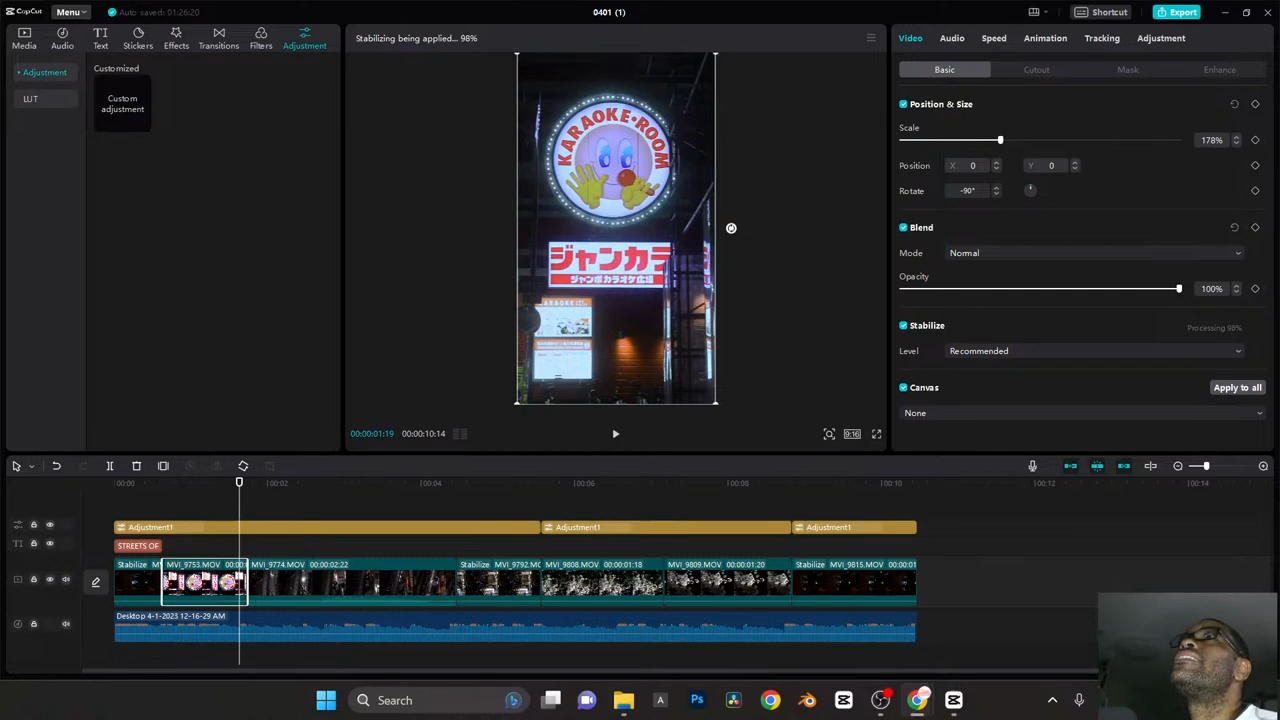 CapCut Menu Auto saved: 01:26:20 0401 (1) Shortcut Export
Media Audio Text Stickers Effects Transitions Filters Adjustment
Adjustment
LUT
Customized
Custom
adjustment
Stabilizing being applied... 98%
KARAOKE•ROOM
ジャンカラ
ジャンボカラオケ広場
00:00:01:19 00:00:10:14 9:16
Video Audio Speed Animation Tracking Adjustment
Basic Cutout Mask Enhance
Position & Size
Scale
178%
Position X 0 Y 0
Rotate -90°
Blend
Mode Normal
Opacity
100%
Stabilize Processing 98%
Level Recommended
Canvas Apply to all
None
00:00 00:02 00:04 00:06 00:08 00:10 00:12 00:14
Adjustment1 Adjustment1 Adjustment1
TI STREETS OF
Stabilize MVI_9753.MOV MVI_9774.MOV 00:00:02:22 Stabilize MVI_9792.MOV MVI_9808.MOV 00:00:01:18 MVI_9809.MOV 00:00:01:20 Stabilize MVI_9815.MOV
Desktop 4-1-2023 12-16-29 AM
Search A Ps